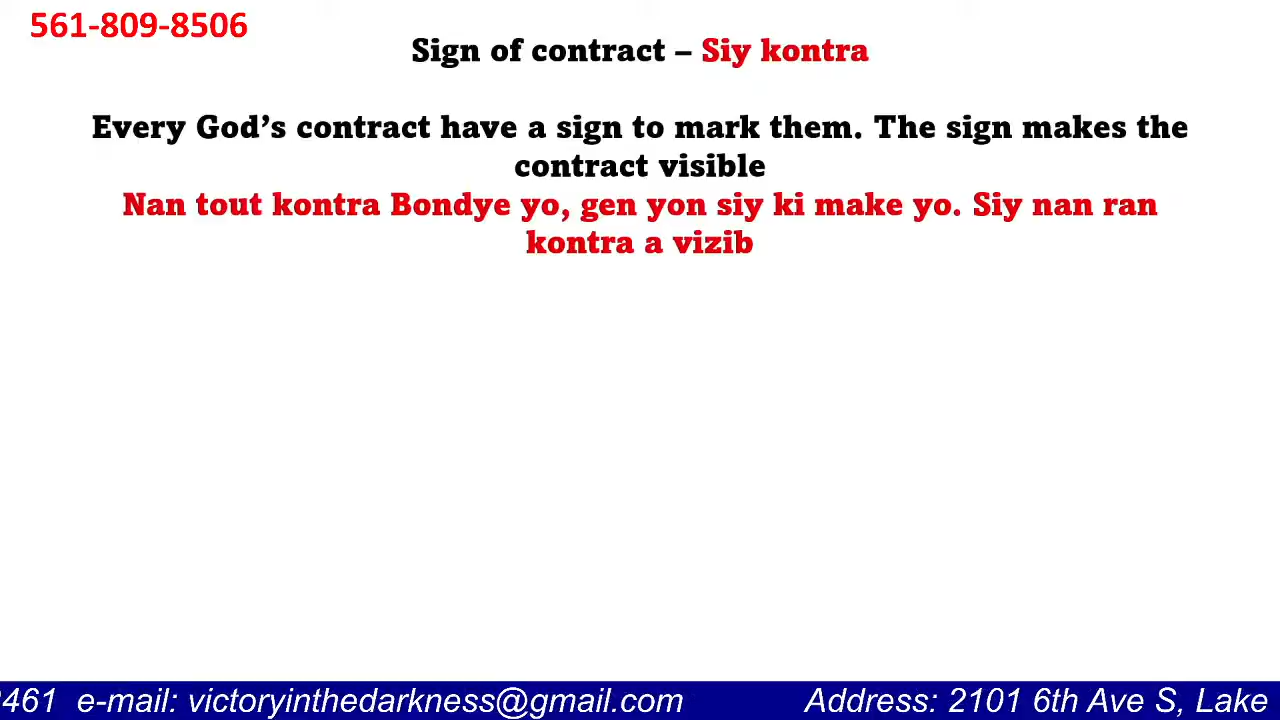 561-809-8506
Sign of contract – Siy kontra
Every God’s contract have a sign to mark them. The sign makes the
contract visible
Nan tout kontra Bondye yo, gen yon siy ki make yo. Siy nan ran
kontra a vizib
461 e-mail: victoryinthedarkness@gmail.com Address: 2101 6th Ave S, Lake